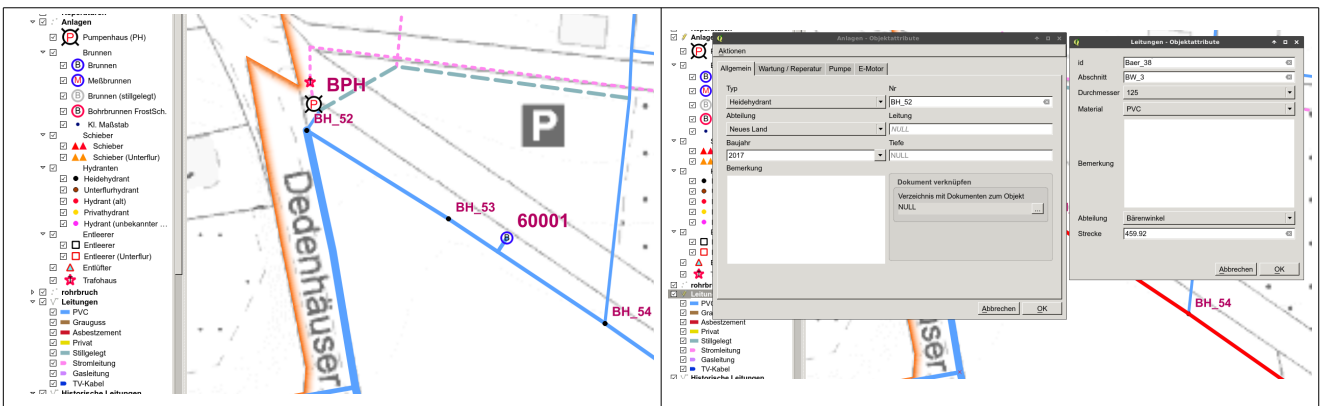 Anlagen
Pumpenhaus (PH)
Brunnen
Brunnen
Meßbrunnen
Brunnen (stillgelegt)
Bohrbrunnen FrostSch.
Kl. Maßstab
Schieber
Schieber
Schieber (Unterflur)
Hydranten
Heidehydrant
Unterflurhydrant
Hydrant (alt)
Privathydrant
Hydrant (unbekannter ...
Entleerer
Entleerer
Entleerer (Unterflur)
Entlüfter
Trafohaus
rohrbruch
Leitungen
PVC
Grauguss
Asbestzement
Privat
Stillgelegt
Stromleitung
Gasleitung
TV-Kabel
Historische Leitungen
BPH
P
BH_52
P
Dedenhäuser
BH_53
60001
B
BH_54
Anlagen - Objektattribute
Aktionen
Allgemein
Wartung / Reperatur
Pumpe
E-Motor
Typ
Nr
Heidehydrant
BH_52
Abteilung
Leitung
Neues Land
NULL
Baujahr
Tiefe
2017
NULL
Bemerkung
Dokument verknüpfen
Verzeichnis mit Dokumenten zum Objekt
NULL
...
Abbrechen
OK
Leitungen - Objektattribute
id
Baer_38
Abschnitt
BW_3
Durchmesser
125
Material
PVC
Bemerkung
Abteilung
Bärenwinkel
Strecke
459.92
Abbrechen
OK
rohrbruch
Asbestzement
Privat
Stillgelegt
Stromleitung
Gasleitung
TV-Kabel
Historische Leitungen
user
BH_54